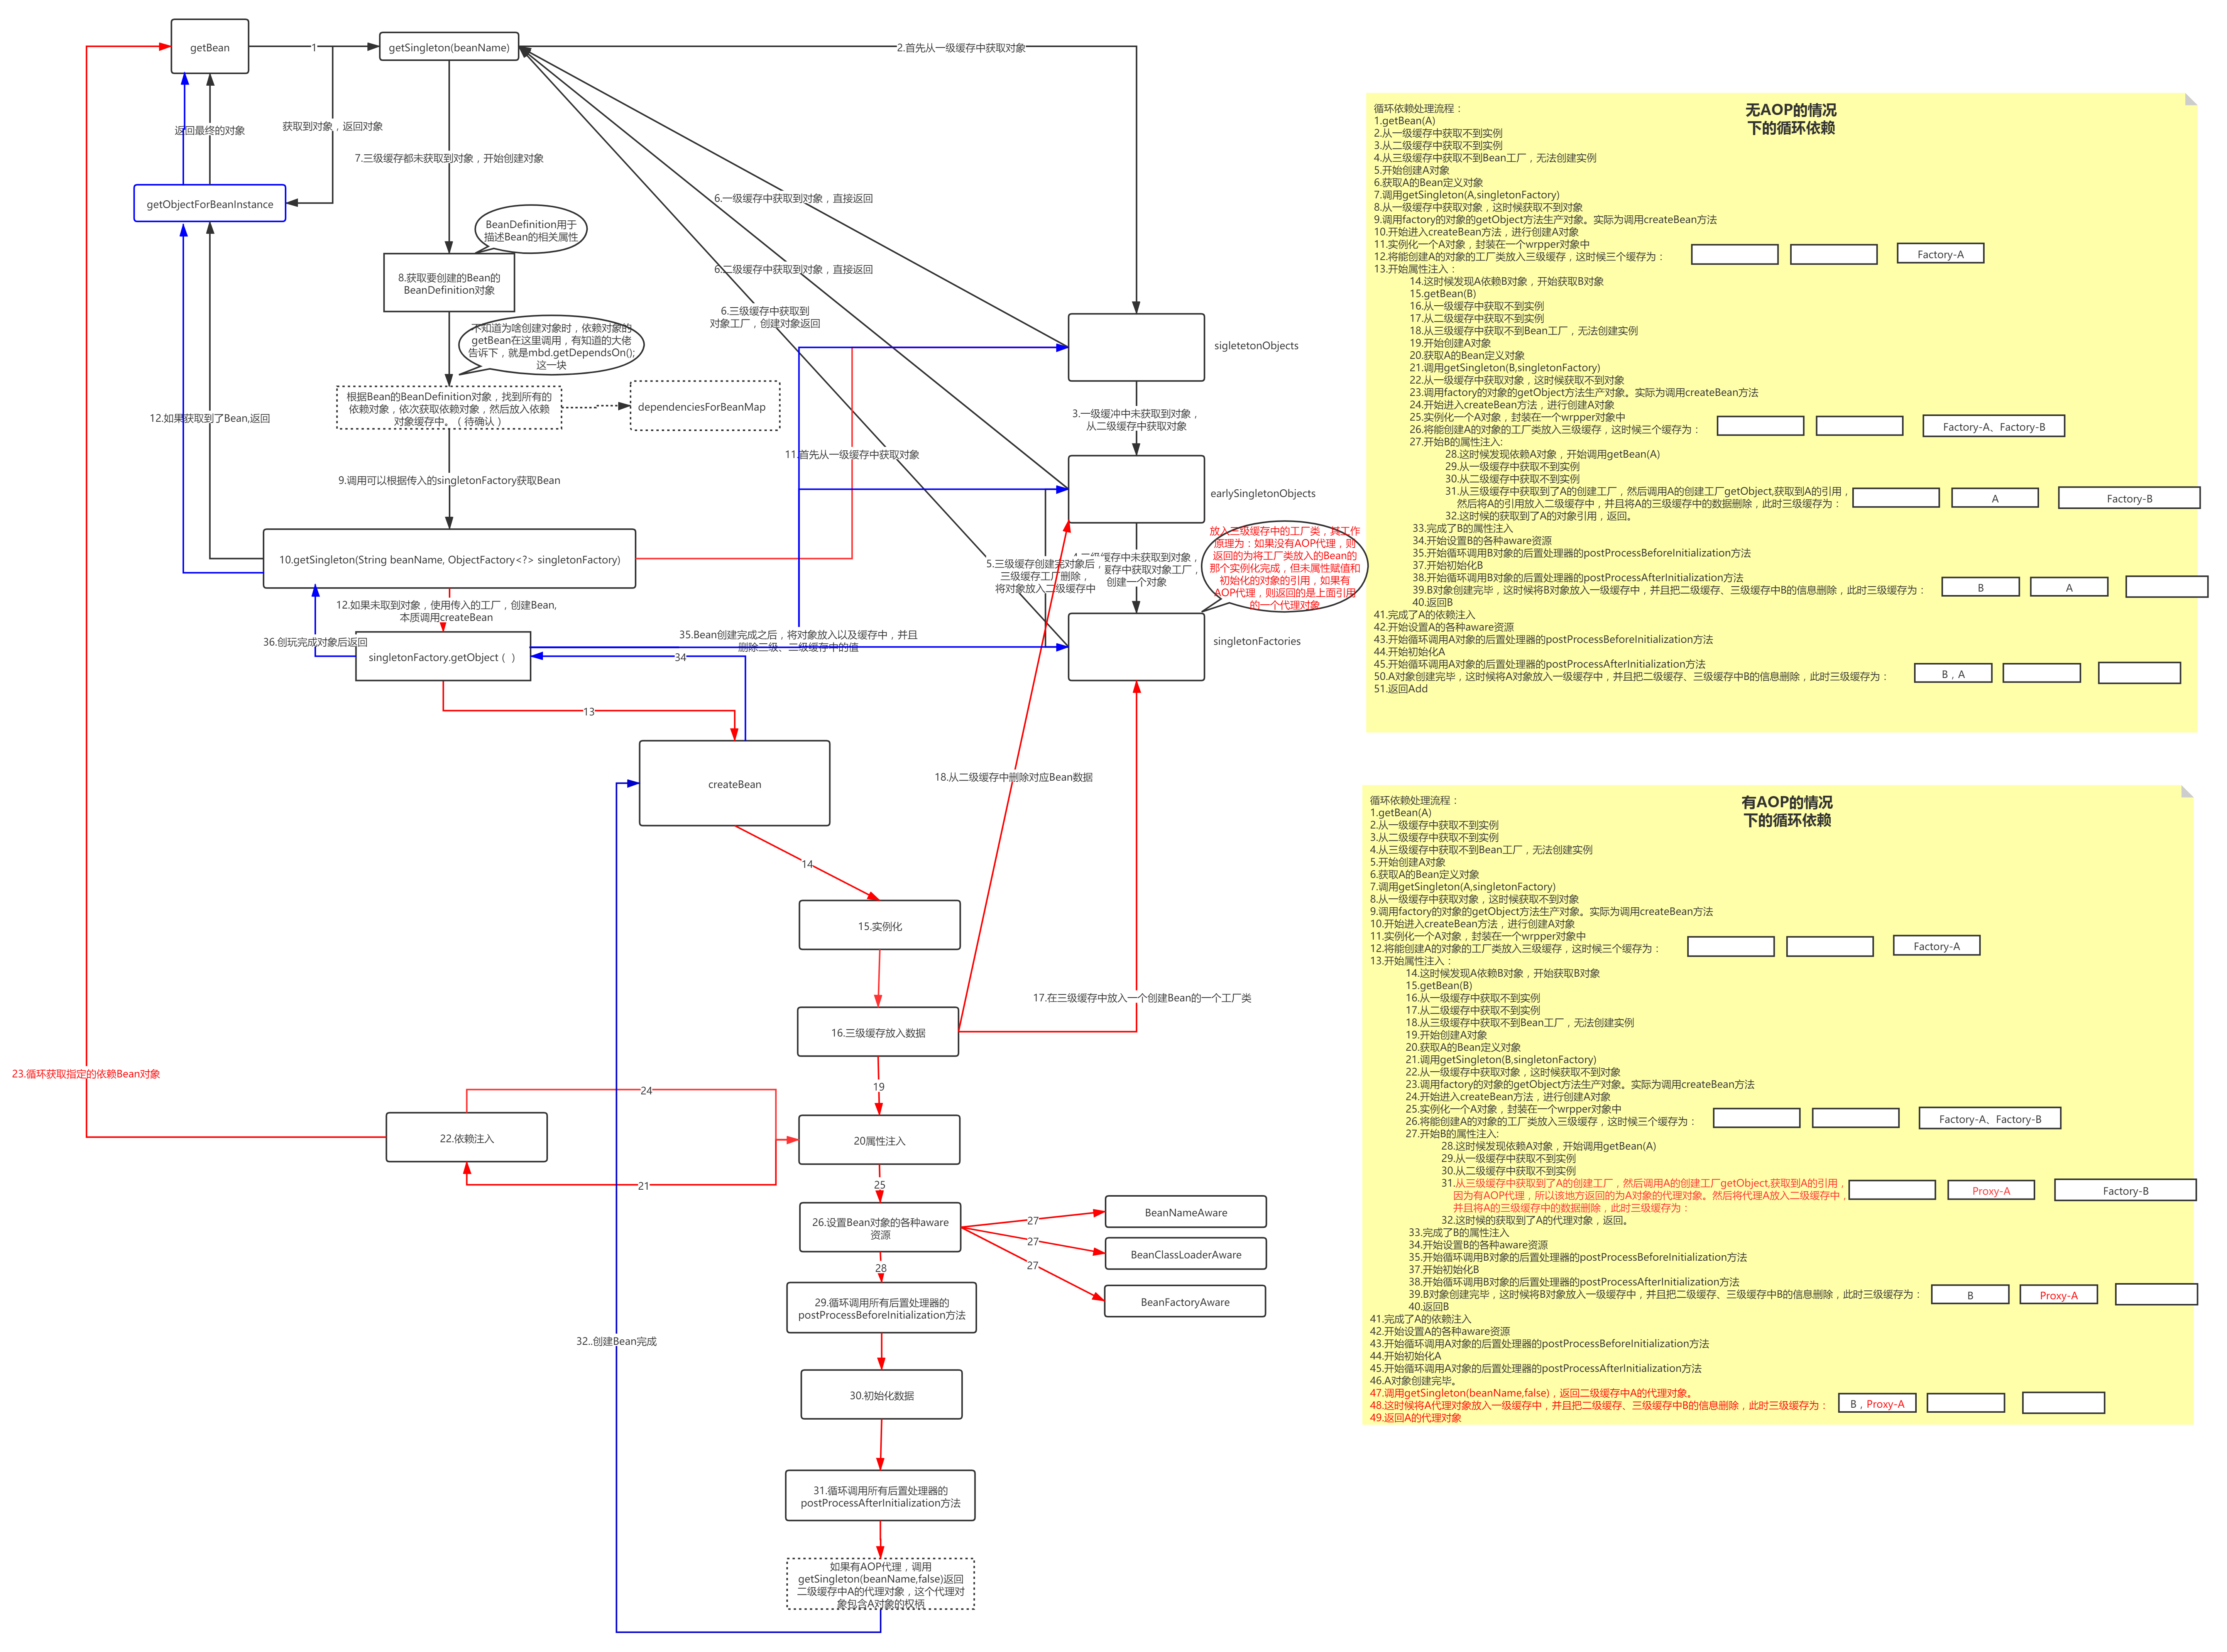 getBean
1
getSingleton(beanName)
2.首先从一级缓存中获取对象
返回最终的对象
获取到对象，返回对象
7.三级缓存都未获取到对象，开始创建对象
getObjectForBeanInstance
6.一级缓存中获取到对象，直接返回
BeanDefinition用于
描述Bean的相关属性
8.获取要创建的Bean的
BeanDefinition对象
6.二级缓存中获取到对象，直接返回
6.三级缓存中获取到
对象工厂，创建对象返回
不知道为啥创建对象时，依赖对象的
getBean在这里调用，有知道的大佬
告诉下，就是mbd.getDependsOn();
这一块
sigletetonObjects
根据Bean的BeanDefinition对象，找到所有的
依赖对象，依次获取依赖对象，然后放入依赖
对象缓存中。（待确认）
dependenciesForBeanMap
12.如果获取到了Bean,返回
3.一级缓冲中未获取到对象，
从二级缓存中获取对象
11.首先从一级缓存中获取对象
9.调用可以根据传入的singletonFactory获取Bean
earlySingletonObjects
10.getSingleton(String beanName, ObjectFactory<?> singletonFactory)
放入三级缓存中的工厂类，其工作
原理为：如果没有AOP代理，则
返回的为将工厂类放入的Bean的
那个实例化完成，但未属性赋值和
初始化的对象的引用，如果有
AOP代理，则返回的是上面引用
的一个代理对象
级缓存中未获取到对象，
缓存中获取对象工厂，
创建一个对象
5.三级缓存创建完对象后，
三级缓存工厂删除，
将对象放入二级缓存中
12.如果未取到对象，使用传入的工厂，创建Bean,
本质调用createBean
36.创玩完成对象后返回
35.Bean创建完成之后，将对象放入以及缓存中，并且
删除三级、二级缓存中的值
singletonFactories
singletonFactory.getObject（ ）
34
13
createBean
18.从二级缓存中删除对应Bean数据
14
15.实例化
17.在三级缓存中放入一个创建Bean的一个工厂类
16.三级缓存放入数据
23.循环获取指定的依赖Bean对象
19
24
22.依赖注入
20属性注入
21
25
26.设置Bean对象的各种aware
资源
27
BeanNameAware
27
BeanClassLoaderAware
27
BeanFactoryAware
28
29.循环调用所有后置处理器的
postProcessBeforeInitialization方法
32..创建Bean完成
30.初始化数据
31.循环调用所有后置处理器的
postProcessAfterInitialization方法
如果有AOP代理，调用
getSingleton(beanName,false)返回
二级缓存中A的代理对象，这个代理对
象包含A对象的权柄
无AOP的情况
下的循环依赖
循环依赖处理流程：
1.getBean(A)
2.从一级缓存中获取不到实例
3.从二级缓存中获取不到实例
4.从三级缓存中获取不到Bean工厂，无法创建实例
5.开始创建A对象
6.获取A的Bean定义对象
7.调用getSingleton(A,singletonFactory)
8.从一级缓存中获取对象，这时候获取不到对象
9.调用factory的对象的getObject方法生产对象。实际为调用createBean方法
10.开始进入createBean方法，进行创建A对象
11.实例化一个A对象，封装在一个wrpper对象中
12.将能创建A的对象的工厂类放入三级缓存，这时候三个缓存为： Factory-A
13.开始属性注入：
14.这时候发现A依赖B对象，开始获取B对象
15.getBean(B)
16.从一级缓存中获取不到实例
17.从二级缓存中获取不到实例
18.从三级缓存中获取不到Bean工厂，无法创建实例
19.开始创建A对象
20.获取A的Bean定义对象
21.调用getSingleton(B,singletonFactory)
22.从一级缓存中获取对象，这时候获取不到对象
23.调用factory的对象的getObject方法生产对象。实际为调用createBean方法
24.开始进入createBean方法，进行创建A对象
25.实例化一个A对象，封装在一个wrpper对象中
26.将能创建A的对象的工厂类放入三级缓存，这时候三个缓存为： Factory-A、Factory-B
27.开始B的属性注入:
28.这时候发现依赖A对象，开始调用getBean(A)
29.从一级缓存中获取不到实例
30.从二级缓存中获取不到实例
31.从三级缓存中获取到了A的创建工厂，然后调用A的创建工厂getObject,获取到A的引用，
然后将A的引用放入二级缓存中，并且将A的三级缓存中的数据删除，此时三级缓存为： A Factory-B
32.这时候的获取到了A的对象引用，返回。
33.完成了B的属性注入
34.开始设置B的各种aware资源
35.开始循环调用B对象的后置处理器的postProcessBeforeInitialization方法
37.开始初始化B
38.开始循环调用B对象的后置处理器的postProcessAfterInitialization方法
39.B对象创建完毕，这时候将B对象放入一级缓存中，并且把二级缓存、三级缓存中B的信息删除，此时三级缓存为： B A
40.返回B
41.完成了A的依赖注入
42.开始设置A的各种aware资源
43.开始循环调用A对象的后置处理器的postProcessBeforeInitialization方法
44.开始初始化A
45.开始循环调用A对象的后置处理器的postProcessAfterInitialization方法
50.A对象创建完毕，这时候将A对象放入一级缓存中，并且把二级缓存、三级缓存中B的信息删除，此时三级缓存为： B，A
51.返回Add
有AOP的情况
下的循环依赖
循环依赖处理流程：
1.getBean(A)
2.从一级缓存中获取不到实例
3.从二级缓存中获取不到实例
4.从三级缓存中获取不到Bean工厂，无法创建实例
5.开始创建A对象
6.获取A的Bean定义对象
7.调用getSingleton(A,singletonFactory)
8.从一级缓存中获取对象，这时候获取不到对象
9.调用factory的对象的getObject方法生产对象。实际为调用createBean方法
10.开始进入createBean方法，进行创建A对象
11.实例化一个A对象，封装在一个wrpper对象中
12.将能创建A的对象的工厂类放入三级缓存，这时候三个缓存为： Factory-A
13.开始属性注入：
14.这时候发现A依赖B对象，开始获取B对象
15.getBean(B)
16.从一级缓存中获取不到实例
17.从二级缓存中获取不到实例
18.从三级缓存中获取不到Bean工厂，无法创建实例
19.开始创建A对象
20.获取A的Bean定义对象
21.调用getSingleton(B,singletonFactory)
22.从一级缓存中获取对象，这时候获取不到对象
23.调用factory的对象的getObject方法生产对象。实际为调用createBean方法
24.开始进入createBean方法，进行创建A对象
25.实例化一个A对象，封装在一个wrpper对象中
26.将能创建A的对象的工厂类放入三级缓存，这时候三个缓存为： Factory-A、Factory-B
27.开始B的属性注入:
28.这时候发现依赖A对象，开始调用getBean(A)
29.从一级缓存中获取不到实例
30.从二级缓存中获取不到实例
31.从三级缓存中获取到了A的创建工厂，然后调用A的创建工厂getObject,获取到A的引用，
因为有AOP代理，所以该地方返回的为A对象的代理对象。然后将代理A放入二级缓存中， Proxy-A Factory-B
并且将A的三级缓存中的数据删除，此时三级缓存为：
32.这时候的获取到了A的代理对象，返回。
33.完成了B的属性注入
34.开始设置B的各种aware资源
35.开始循环调用B对象的后置处理器的postProcessBeforeInitialization方法
37.开始初始化B
38.开始循环调用B对象的后置处理器的postProcessAfterInitialization方法
39.B对象创建完毕，这时候将B对象放入一级缓存中，并且把二级缓存、三级缓存中B的信息删除，此时三级缓存为： B Proxy-A
40.返回B
41.完成了A的依赖注入
42.开始设置A的各种aware资源
43.开始循环调用A对象的后置处理器的postProcessBeforeInitialization方法
44.开始初始化A
45.开始循环调用A对象的后置处理器的postProcessAfterInitialization方法
46.A对象创建完毕。
47.调用getSingleton(beanName,false)，返回二级缓存中A的代理对象。
48.这时候将A代理对象放入一级缓存中，并且把二级缓存、三级缓存中B的信息删除，此时三级缓存为： B，Proxy-A
49.返回A的代理对象